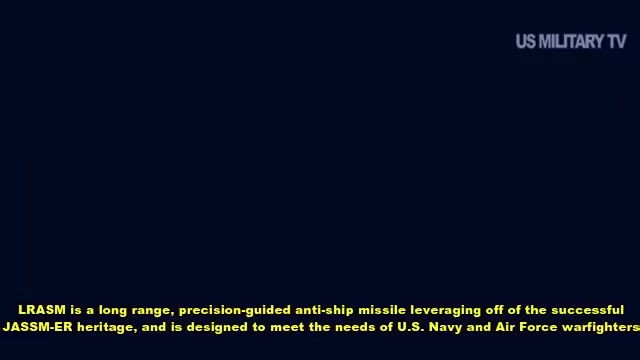 US MILITARY TV
LRASM is a long range, precision-guided anti-ship missile leveraging off of the successful
JASSM-ER heritage, and is designed to meet the needs of U.S. Navy and Air Force warfighters